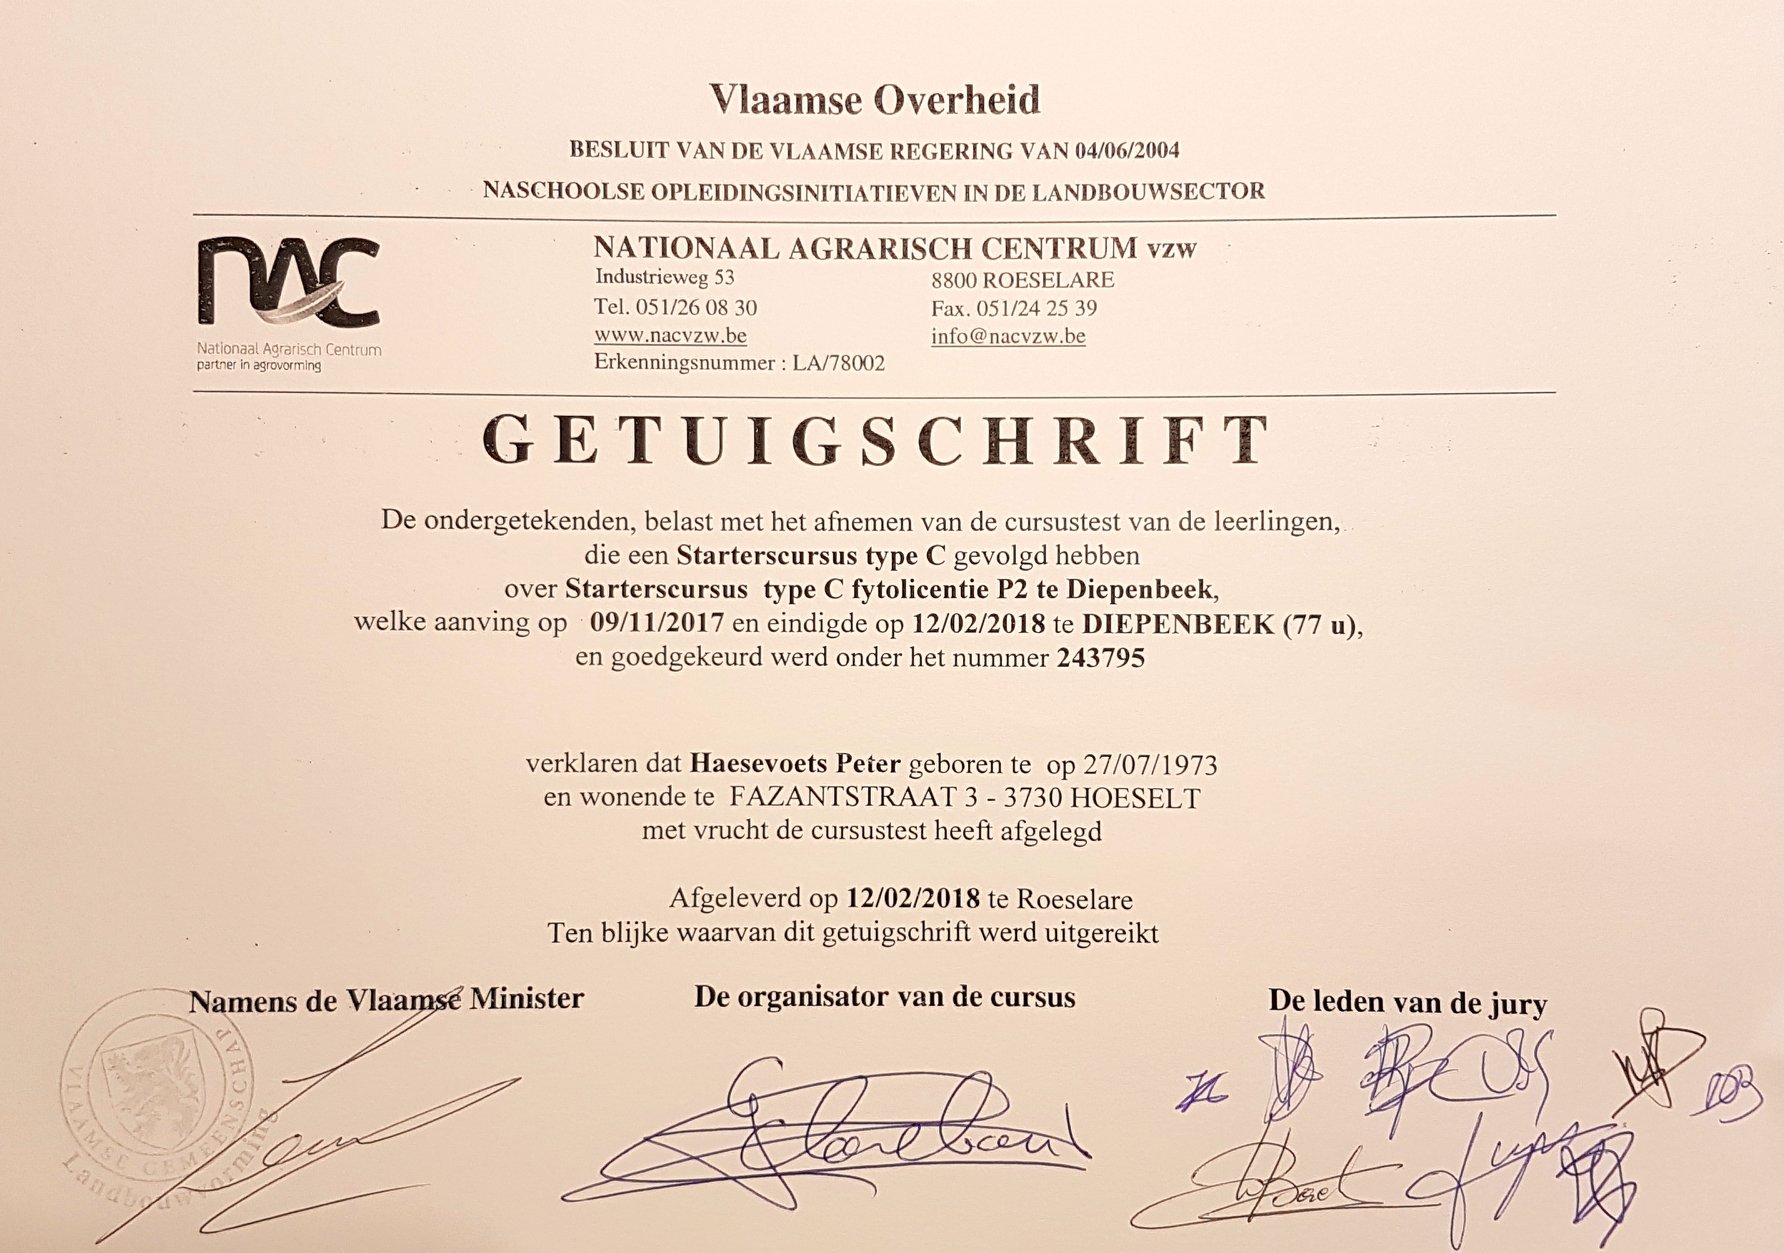 Vlaamse Overheid
BESLUIT VAN DE VLAAMSE REGERING VAN 04/06/2004
NASCHOOLSE OPLEIDINGSINITIATIEVEN IN DE LANDBOUWSECTOR
NAC
Nationaal Agrarisch Centrum
partner in agrovorming
NATIONAAL AGRARISCH CENTRUM vzw
Industrieweg 53 8800 ROESELARE
Tel. 051/26 08 30 Fax. 051/24 25 39
www.nacvzw.be info@nacvzw.be
Erkenningsnummer : LA/78002
GETUIGSCHRIFT
De ondergetekenden, belast met het afnemen van de cursustest van de leerlingen,
die een Starterscursus type C gevolgd hebben
over Starterscursus type C fytolicentie P2 te Diepenbeek,
welke aanving op 09/11/2017 en eindigde op 12/02/2018 te DIEPENBEEK (77 u),
en goedgekeurd werd onder het nummer 243795
verklaren dat Haesevoets Peter geboren te op 27/07/1973
en wonende te FAZANTSTRAAT 3 - 3730 HOESELT
met vrucht de cursustest heeft afgelegd
Afgeleverd op 12/02/2018 te Roeselare
Ten blijke waarvan dit getuigschrift werd uitgereikt
Namens de Vlaamse Minister De organisator van de cursus De leden van de jury
VLAAMSE GEMEENSCHAP
Landbouwvorming